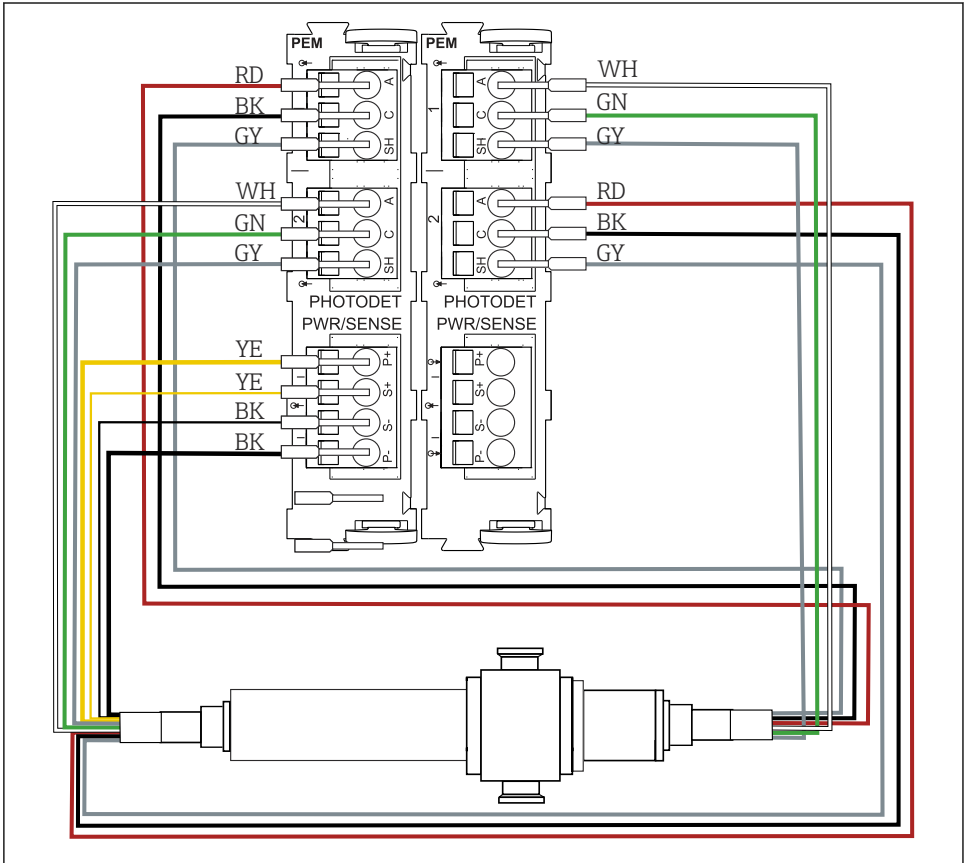 PEM PEM
RD A 1 A WH
BK C C GN
GY SH SH GY
WH A A RD
GN 2 C 2 C BK
GY SH SH GY
PHOTODET PHOTODET
PWR/SENSE PWR/SENSE
YE P+ P+
YE S+ S+
BK S- S-
BK P- P-